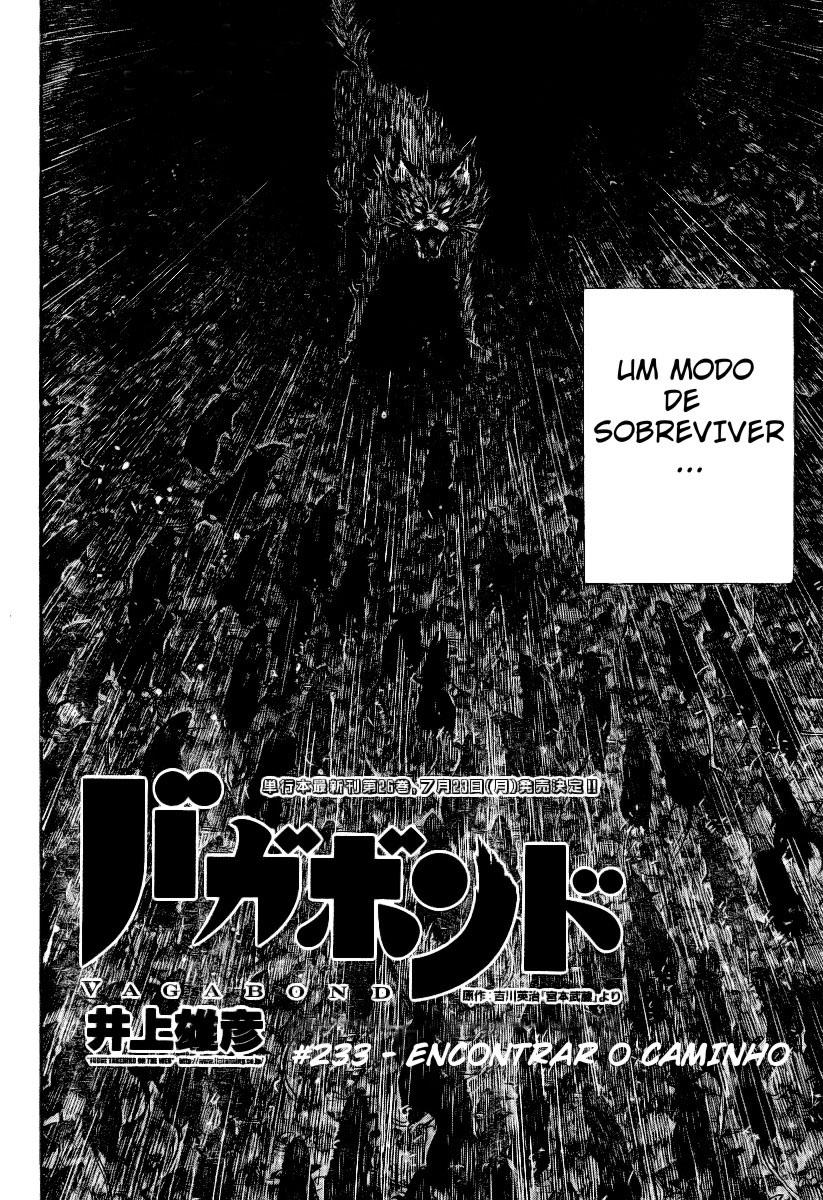 UM MODO
DE
SOBREVIVER
...
単行本最新刊第26巻、7月23日(月)発売決定!!
バガボンド
VAGABOND
原作:吉川英治「宮本武蔵」より
井上雄彦
#233 - ENCONTRAR O CAMINHO